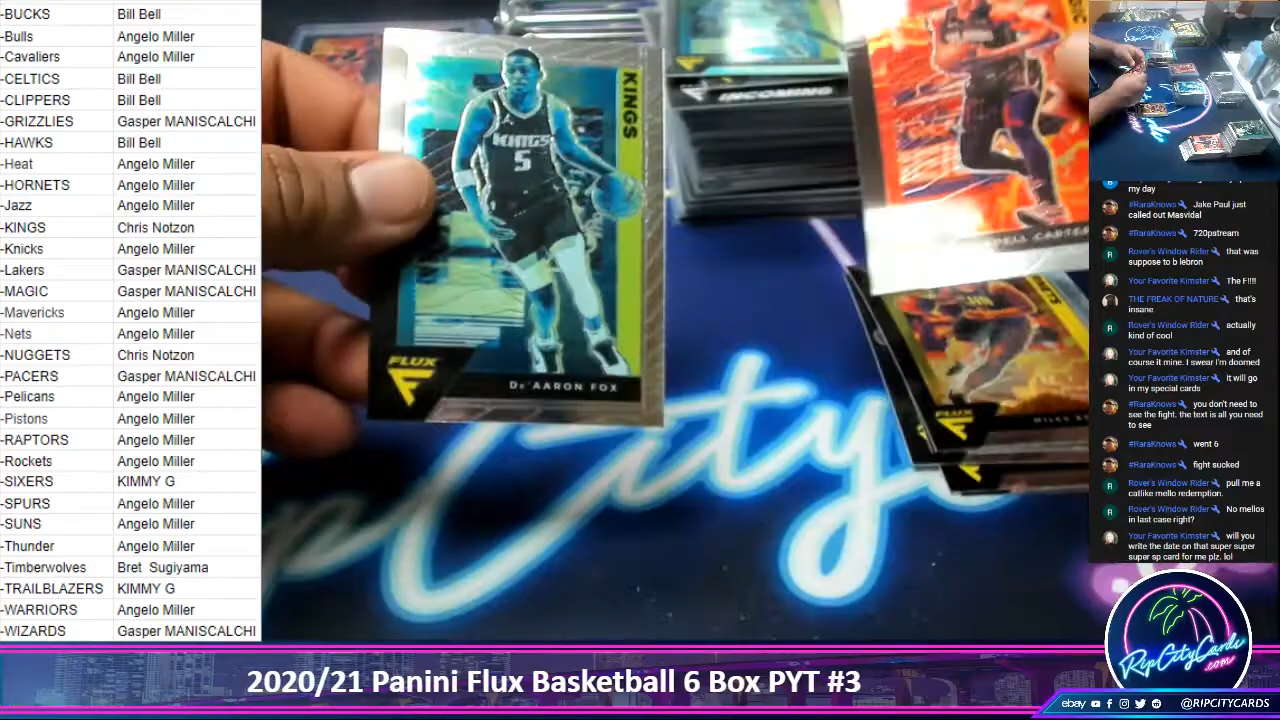 -BUCKS Bill Bell
-Bulls Angelo Miller
-Cavaliers Angelo Miller
-CELTICS Bill Bell
-CLIPPERS Bill Bell
-GRIZZLIES Gasper MANISCALCHI
-HAWKS Bill Bell
-Heat Angelo Miller
-HORNETS Angelo Miller
-Jazz Angelo Miller
-KINGS Chris Notzon
-Knicks Angelo Miller
-Lakers Gasper MANISCALCHI
-MAGIC Gasper MANISCALCHI
-Mavericks Angelo Miller
-Nets Angelo Miller
-NUGGETS Chris Notzon
-PACERS Gasper MANISCALCHI
-Pelicans Angelo Miller
-Pistons Angelo Miller
-RAPTORS Angelo Miller
-Rockets Angelo Miller
-SIXERS KIMMY G
-SPURS Angelo Miller
-SUNS Angelo Miller
-Thunder Angelo Miller
-Timberwolves Bret Sugiyama
-TRAILBLAZERS KIMMY G
-WARRIORS Angelo Miller
-WIZARDS Gasper MANISCALCHI
KINGS
KINGS
5
FLUX
De'AARON FOX
INCOMING
CARTER
FLUX
MILES
my day
#RaraKnows Jake Paul just
called out Masvidal
#RaraKnows 720pstream
Rover's Window Rider that was
suppose to b lebron
Your Favorite Kimster The F!!!!
THE FREAK OF NATURE that's
insane
Rover's Window Rider actually
kind of cool
Your Favorite Kimster and of
course it mine. I swear I'm doomed
Your Favorite Kimster it will go
in my special cards
#RaraKnows you don't need to
see the fight. the text is all you need
to see
#RaraKnows went 6
#RaraKnows fight sucked
Rover's Window Rider pull me a
catlike mello redemption.
Rover's Window Rider No mellos
in last case right?
Your Favorite Kimster will you
write the date on that super super
super sp card for me plz. lol
City
RipCityCards
.com
2020/21 Panini Flux Basketball 6 Box PYT #3
ebay @RIPCITYCARDS